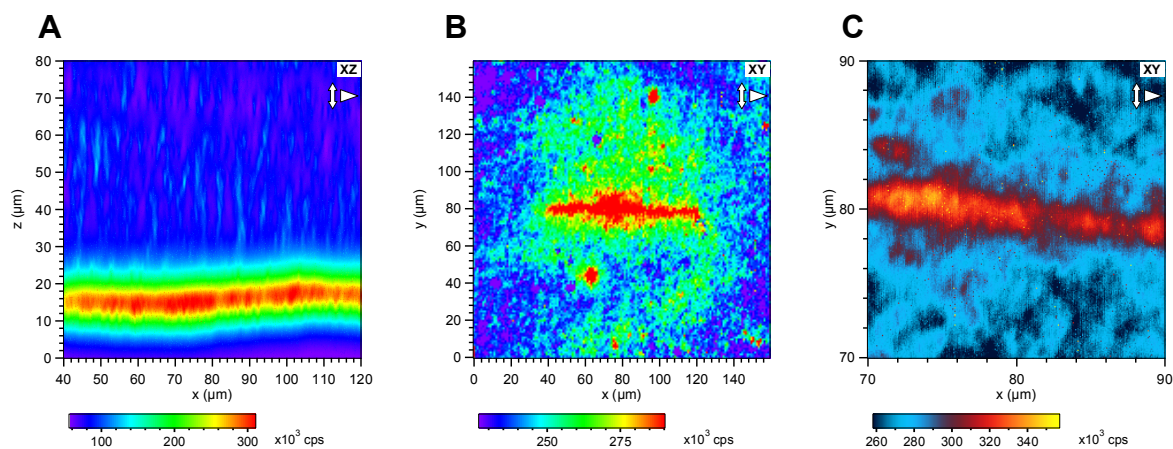 A
XZ
z (µm)
80
70
60
50
40
30
20
10
0
40 50 60 70 80 90 100 110 120
x (µm)
100 200 300 x10³ cps
B
XY
y (µm)
140
120
100
80
60
40
20
0
0 20 40 60 80 100 120 140
x (µm)
250 275 x10³ cps
C
XY
y (µm)
90
80
70
70 80 90
x (µm)
260 280 300 320 340 x10³ cps